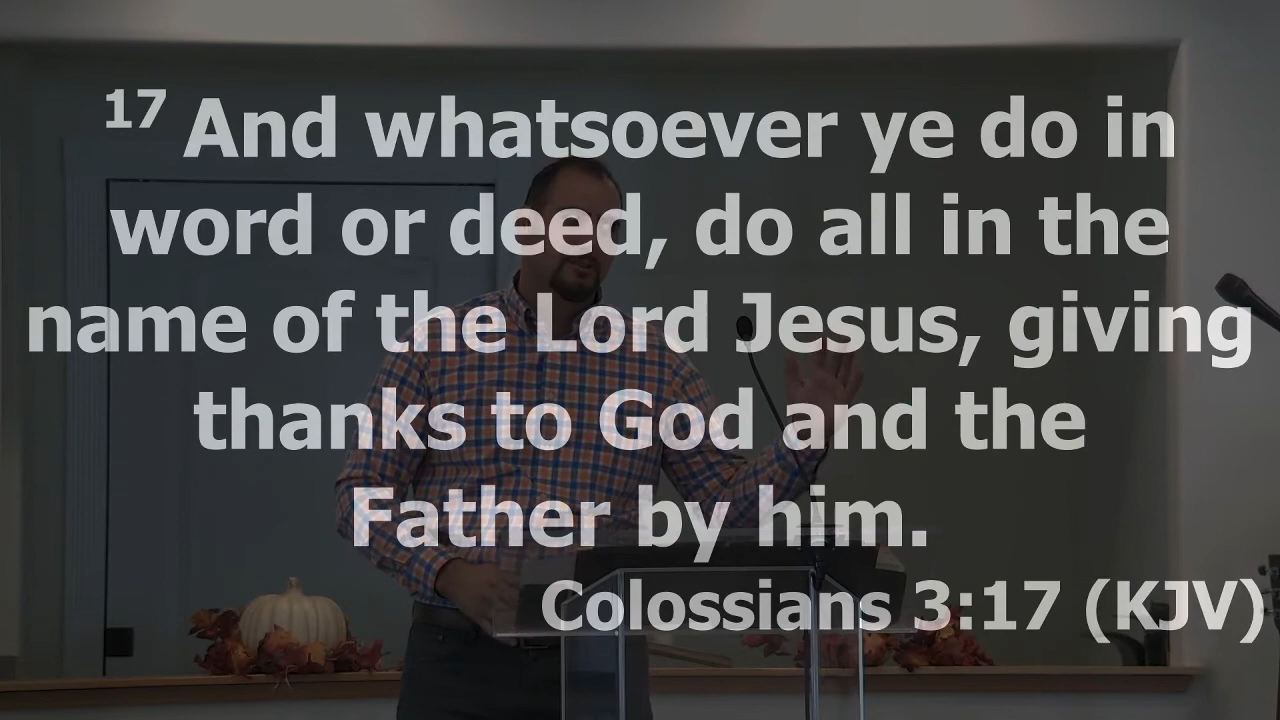 17 And whatsoever ye do in
word or deed, do all in the
name of the Lord Jesus, giving
thanks to God and the
Father by him.
Colossians 3:17 (KJV)